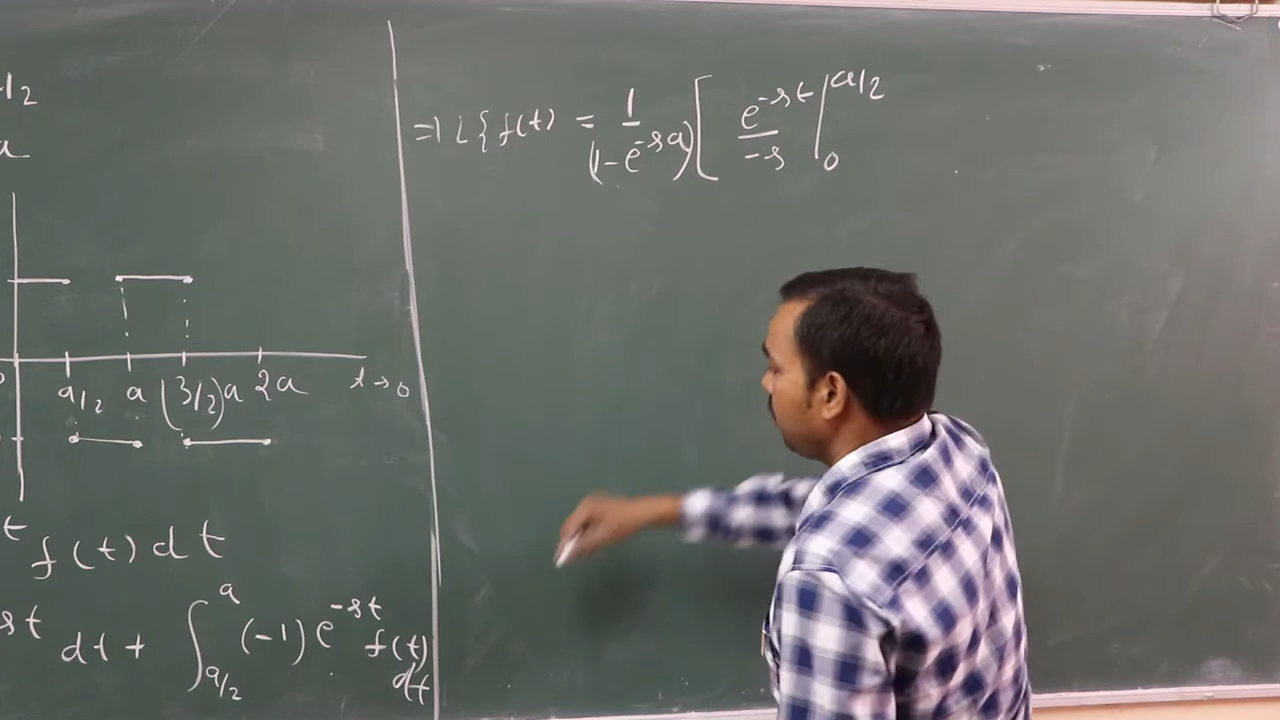 1/2
a
a/2 a (3/2)a 2a t→
0
t f(t) dt
st dt + ∫_{a/2}^{a} (-1) e^{-st} f(t) dt
⇒ L{f(t) = 1/(1-e^{-sa}) [ e^{-st}/-s |_0^{a/2}